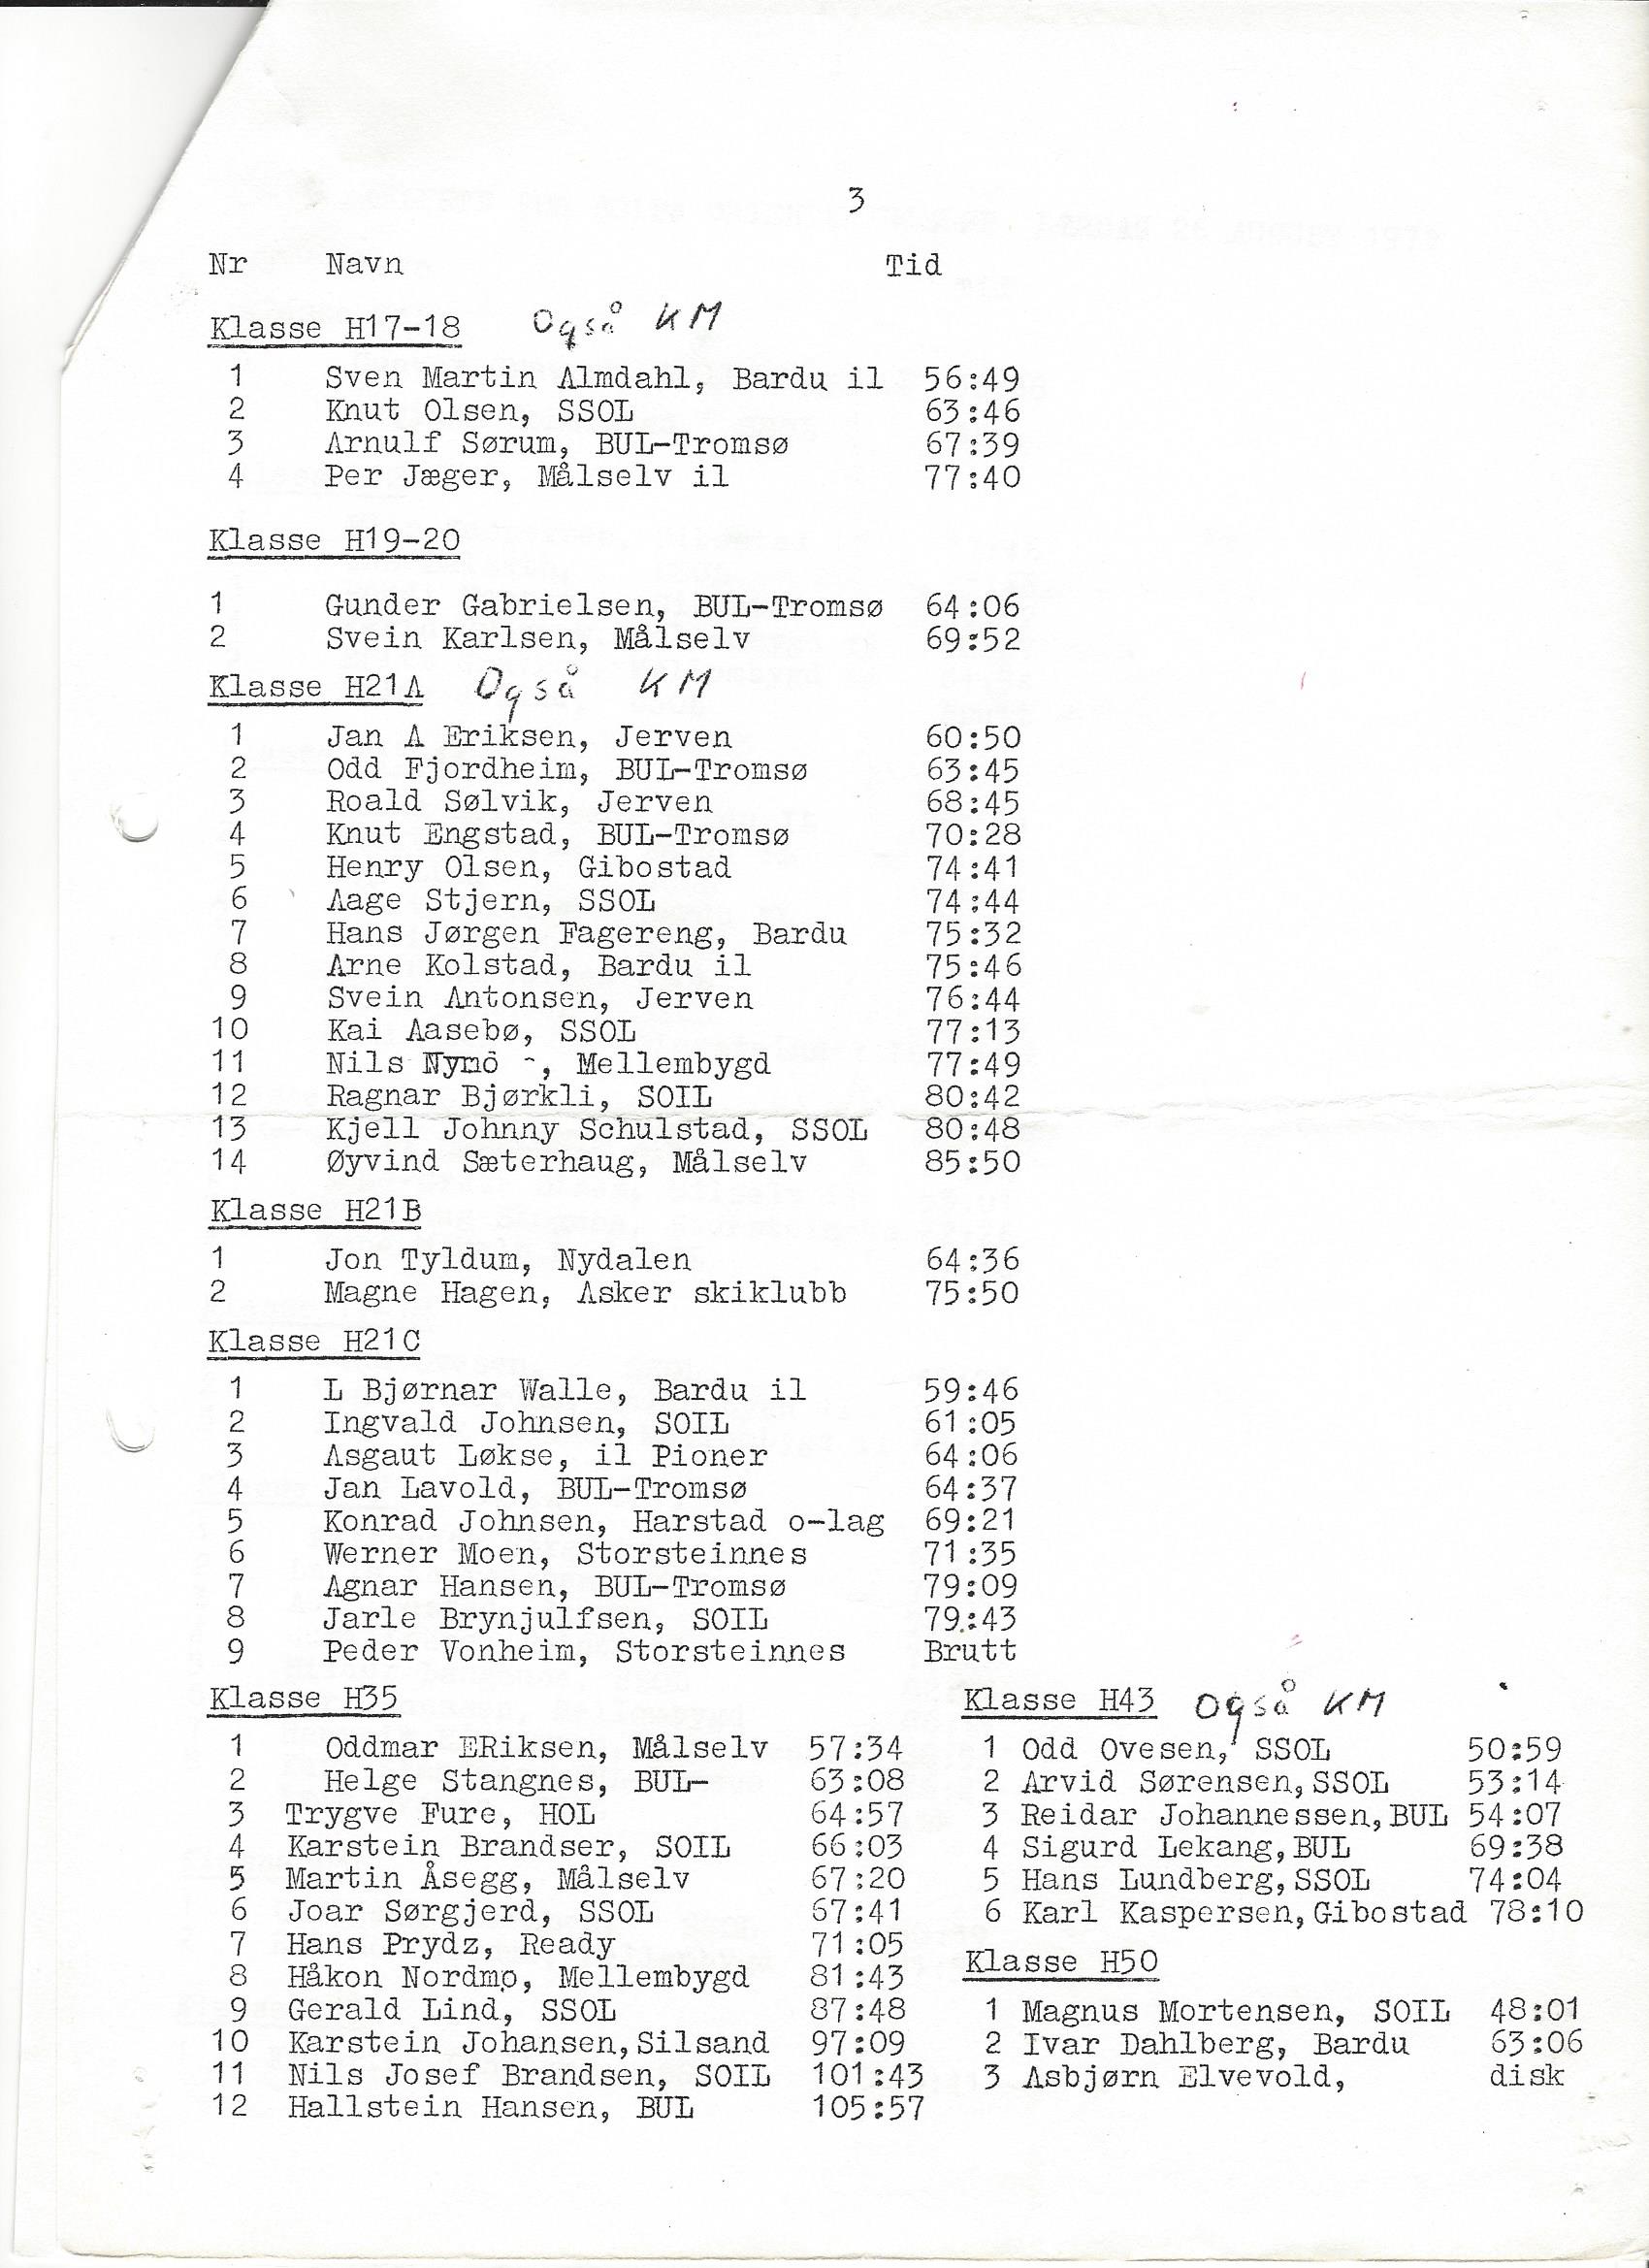 3
Nr Navn Tid
Klasse H17-18 Også KM
1 Sven Martin Almdahl, Bardu il 56:49
2 Knut Olsen, SSOL 63:46
3 Arnulf Sørum, BUL-Tromsø 67:39
4 Per Jæger, Målselv il 77:40
Klasse H19-20
1 Gunder Gabrielsen, BUL-Tromsø 64:06
2 Svein Karlsen, Målselv 69:52
Klasse H21A Også KM
1 Jan A Eriksen, Jerven 60:50
2 Odd Fjordheim, BUL-Tromsø 63:45
3 Roald Sølvik, Jerven 68:45
4 Knut Engstad, BUL-Tromsø 70:28
5 Henry Olsen, Gibostad 74:41
6 Aage Stjern, SSOL 74:44
7 Hans Jørgen Fagereng, Bardu 75:32
8 Arne Kolstad, Bardu il 75:46
9 Svein Antonsen, Jerven 76:44
10 Kai Aasebø, SSOL 77:13
11 Nils , Mellembygd 77:49
12 Ragnar Bjørkli, SOIL 80:42
13 Kjell Johnny Schulstad, SSOL 80:48
14 Øyvind Sæterhaug, Målselv 85:50
Klasse H21B
1 Jon Tyldum, Nydalen 64:36
2 Magne Hagen, Asker skiklubb 75:50
Klasse H21C
1 L Bjørnar Walle, Bardu il 59:46
2 Ingvald Johnsen, SOIL 61:05
3 Asgaut Løkse, il Pioner 64:06
4 Jan Lavold, BUL-Tromsø 64:37
5 Konrad Johnsen, Harstad o-lag 69:21
6 Werner Moen, Storsteinnes 71:35
7 Agnar Hansen, BUL-Tromsø 79:09
8 Jarle Brynjulfsen, SOIL 79.:43
9 Peder Vonheim, Storsteinnes Brutt
Klasse H35
1 Oddmar ERiksen, Målselv 57:34
2 Helge Stangnes, BUL- 63:08
3 Trygve Fure, HOL 64:57
4 Karstein Brandser, SOIL 66:03
5 Martin Åsegg, Målselv 67:20
6 Joar Sørgjerd, SSOL 67:41
7 Hans Prydz, Ready 71:05
8 Håkon Nordmo, Mellembygd 81:43
9 Gerald Lind, SSOL 87:48
10 Karstein Johansen,Silsand 97:09
11 Nils Josef Brandsen, SOIL 101:43
12 Hallstein Hansen, BUL 105:57
Klasse H43 Også KM
1 Odd Ovesen, SSOL 50:59
2 Arvid Sørensen,SSOL 53:14
3 Reidar Johannessen,BUL 54:07
4 Sigurd Lekang,BUL 69:38
5 Hans Lundberg,SSOL 74:04
6 Karl Kaspersen,Gibostad 78:10
Klasse H50
1 Magnus Mortensen, SOIL 48:01
2 Ivar Dahlberg, Bardu 63:06
3 Asbjørn Elvevold, disk